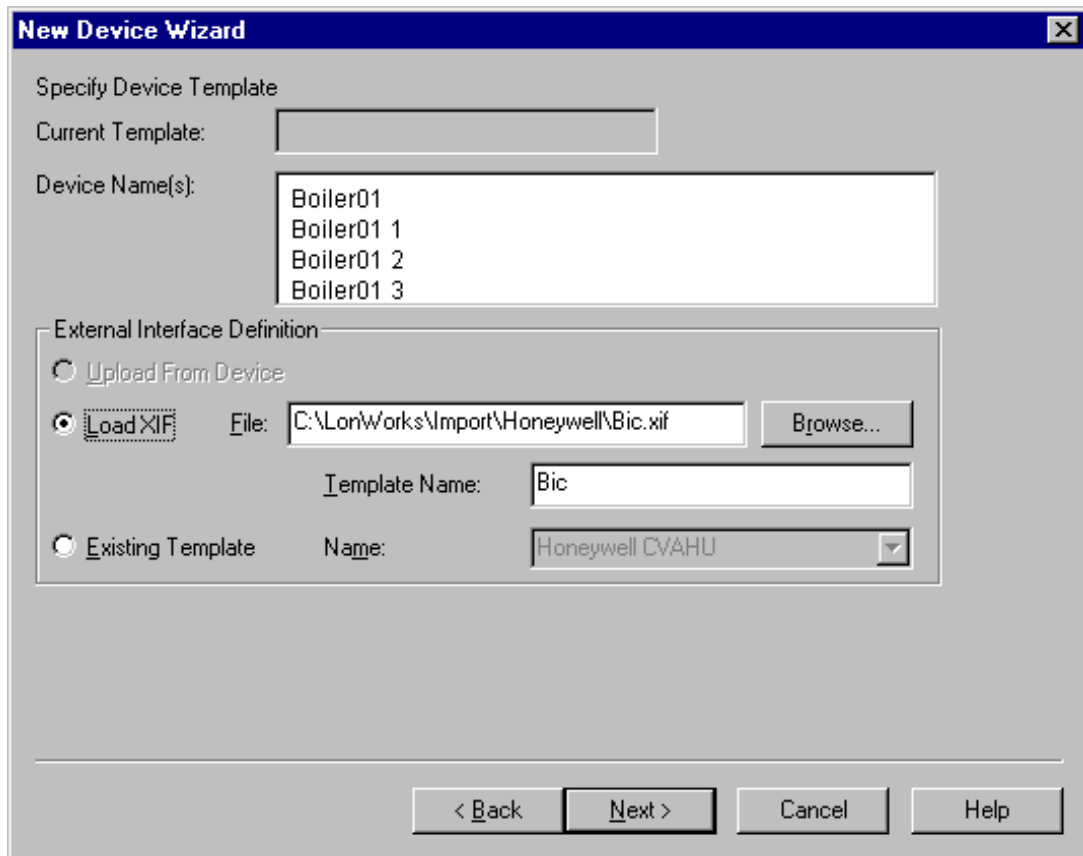 New Device Wizard
Specify Device Template
Current Template:
Device Name(s):
Boiler01
Boiler01 1
Boiler01 2
Boiler01 3
External Interface Definition
Upload From Device
Load XIF File: C:\LonWorks\Import\Honeywell\Bic.xif Browse...
Template Name: Bic
Existing Template Name: Honeywell CVAHU
< Back Next > Cancel Help